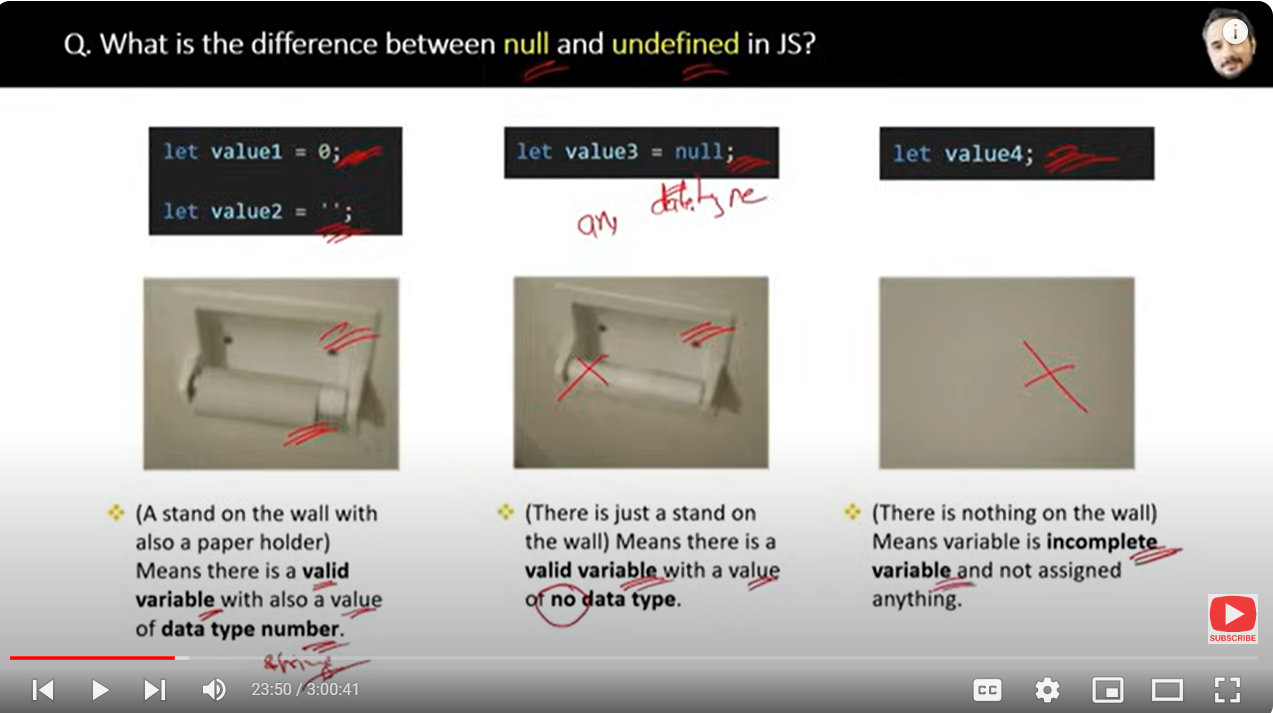 Q. What is the difference between null and undefined in JS?
let value1 = 0;
let value2 = '';
let value3 = null;
let value4;
any datatype
(A stand on the wall with
also a paper holder)
Means there is a valid
variable with also a value
of data type number.
string
(There is just a stand on
the wall) Means there is a
valid variable with a value
of no data type.
(There is nothing on the wall)
Means variable is incomplete
variable and not assigned
anything.
SUBSCRIBE
23:50 / 3:00:41
CC